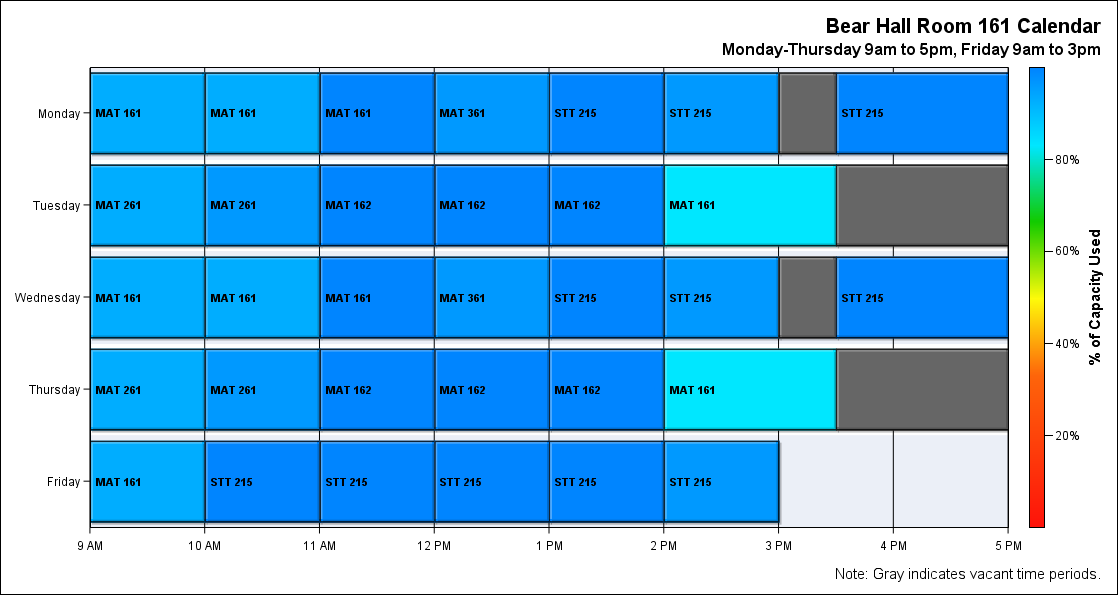 Bear Hall Room 161 Calendar
Monday-Thursday 9am to 5pm, Friday 9am to 3pm
Monday MAT 161 MAT 161 MAT 161 MAT 361 STT 215 STT 215 STT 215
80%
Tuesday MAT 261 MAT 261 MAT 162 MAT 162 MAT 162 MAT 161
60%
% of Capacity Used
Wednesday MAT 161 MAT 161 MAT 161 MAT 361 STT 215 STT 215 STT 215
40%
Thursday MAT 261 MAT 261 MAT 162 MAT 162 MAT 162 MAT 161
20%
Friday MAT 161 STT 215 STT 215 STT 215 STT 215 STT 215
9 AM 10 AM 11 AM 12 PM 1 PM 2 PM 3 PM 4 PM 5 PM
Note: Gray indicates vacant time periods.